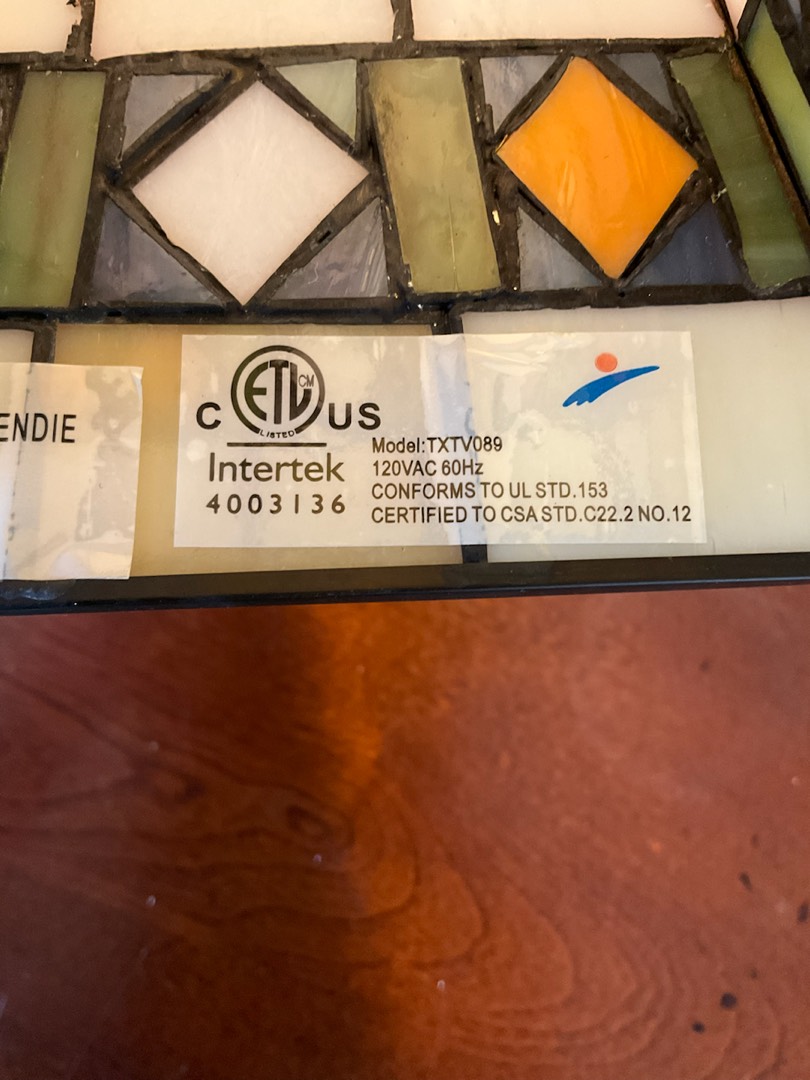 ENDIE
ETL CM
C US
LISTED
Intertek
4003136
Model:TXTV089
120VAC 60Hz
CONFORMS TO UL STD.153
CERTIFIED TO CSA STD.C22.2 NO.12